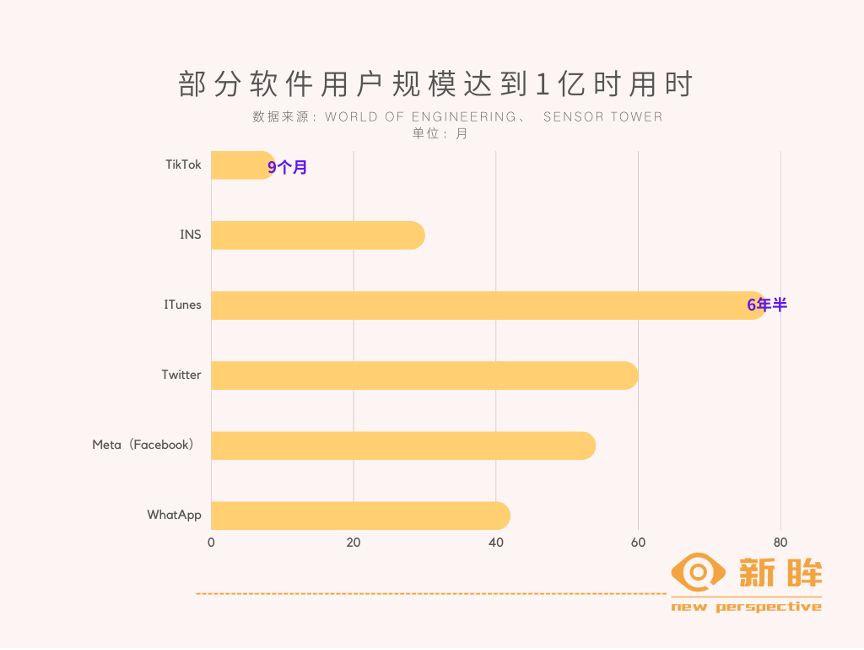 部分软件用户规模达到1亿时用时
数据来源：WORLD OF ENGINEERING、 SENSOR TOWER
单位：月
TikTok
9个月
INS
ITunes
6年半
Twitter
Meta（Facebook）
WhatApp
0 20 40 60 80
新眸
new perspective